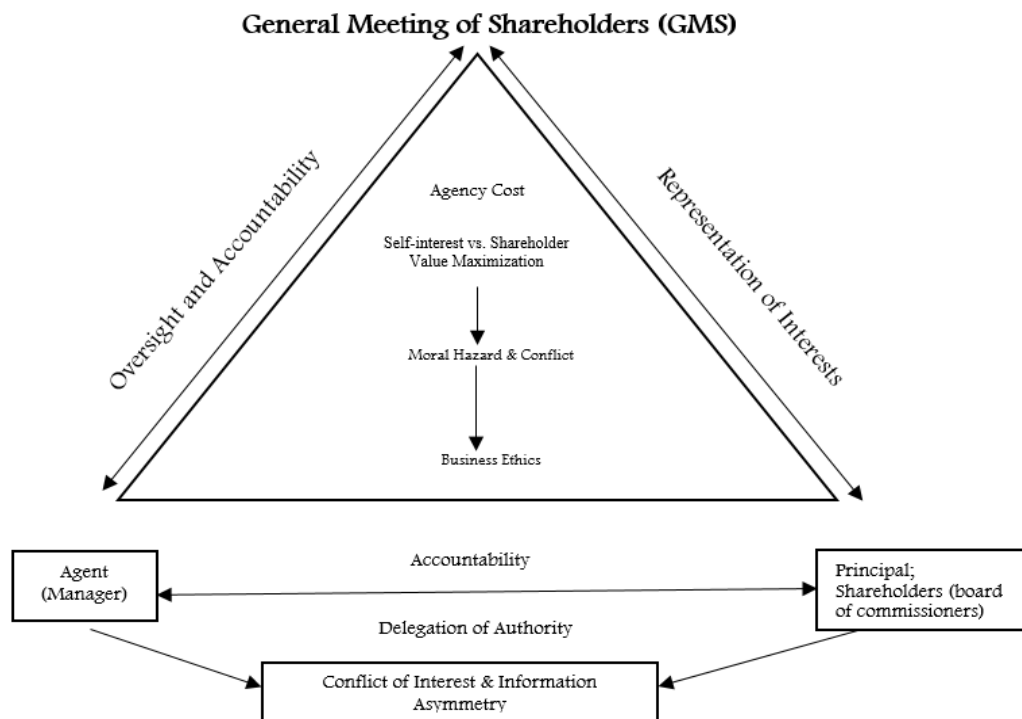 General Meeting of Shareholders (GMS)
Oversight and Accountability
Representation of Interests
Agency Cost
Self-interest vs. Shareholder
Value Maximization
Moral Hazard & Conflict
Business Ethics
Agent
(Manager)
Accountability
Delegation of Authority
Principal;
Shareholders (board
of commissioners)
Conflict of Interest & Information
Asymmetry